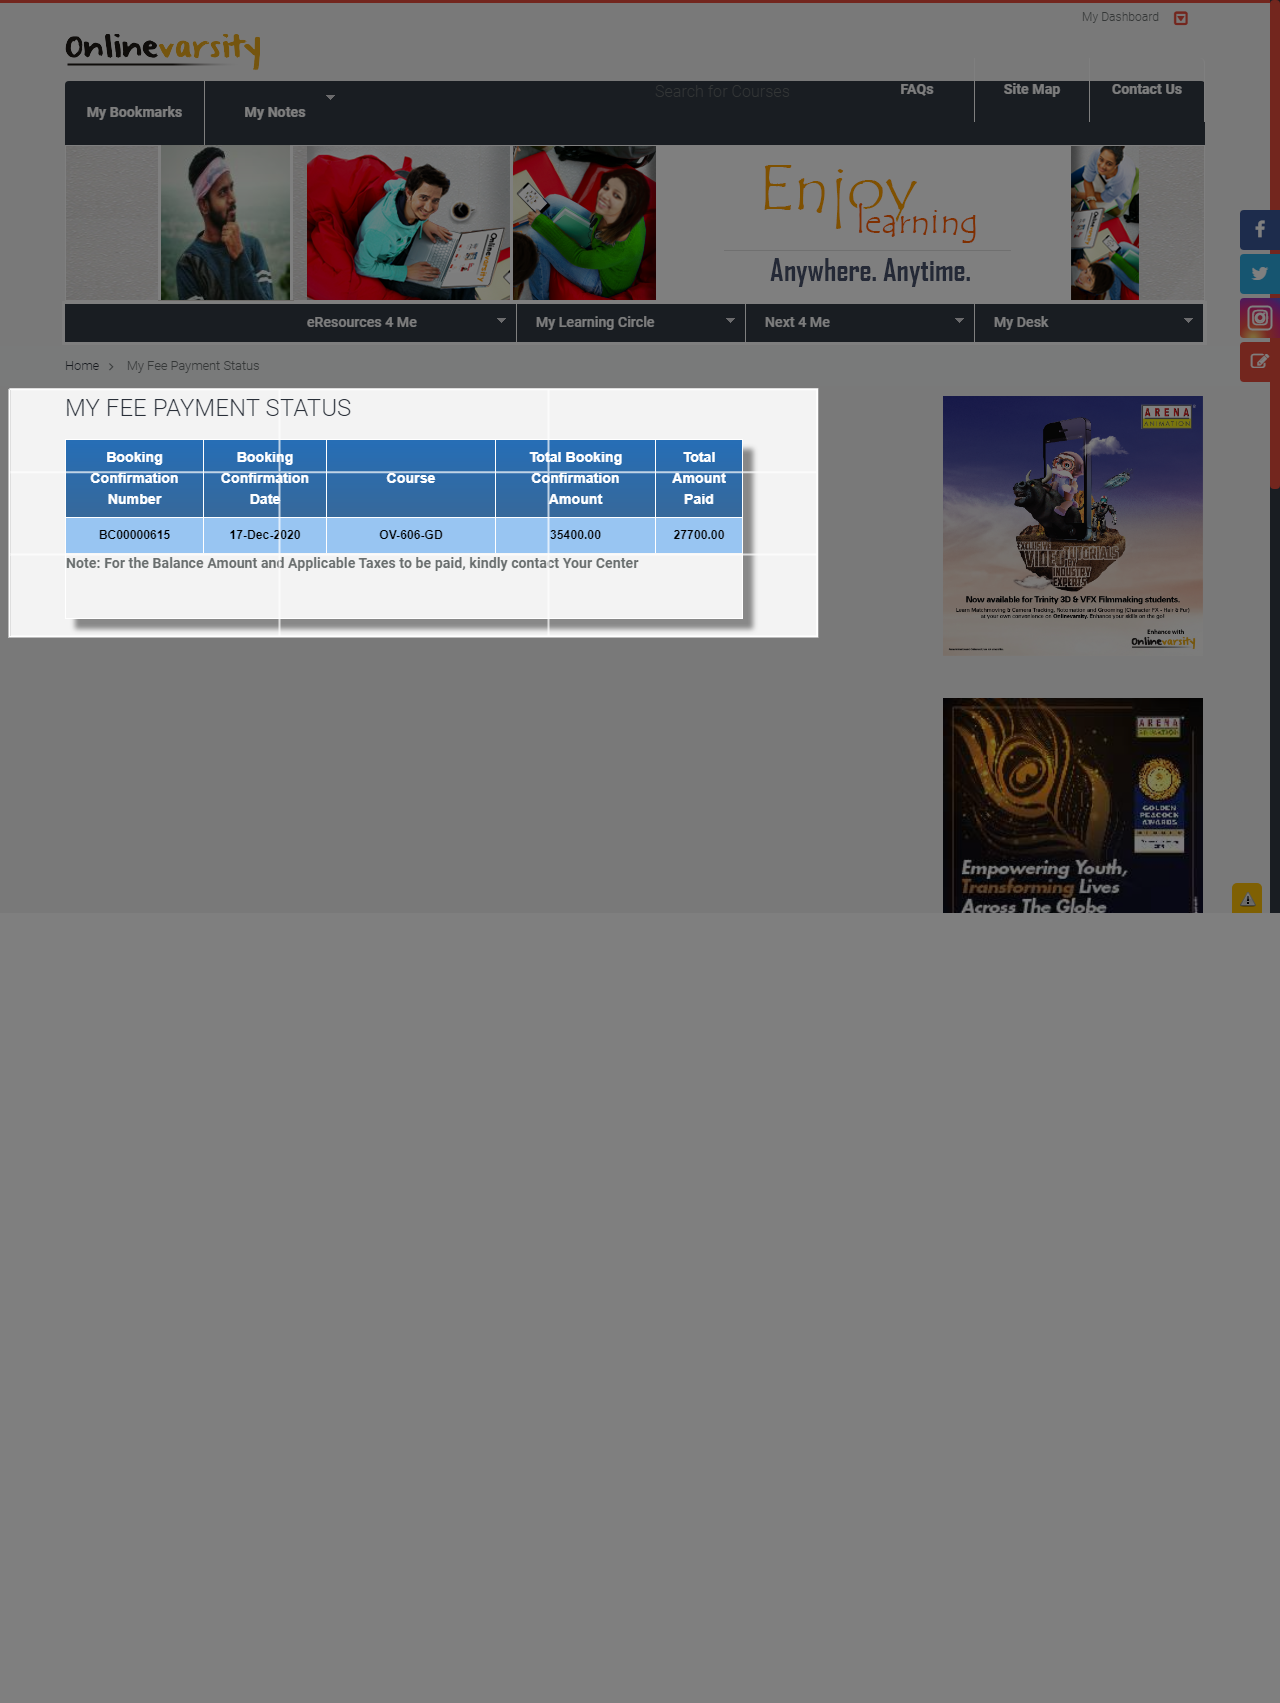 My Dashboard
Onlinevarsity
My Bookmarks
My Notes
Search for Courses
FAQs
Site Map
Contact Us
Enjoy
learning
Anywhere. Anytime.
eResources 4 Me
My Learning Circle
Next 4 Me
My Desk
Home > My Fee Payment Status
MY FEE PAYMENT STATUS
Booking Confirmation Number
Booking Confirmation Date
Course
Total Booking Confirmation Amount
Total Amount Paid
BC00000615
17-Dec-2020
OV-606-GD
35400.00
27700.00
Note: For the Balance Amount and Applicable Taxes to be paid, kindly contact Your Center
ARENA
ANIMATION
EXCLUSIVE
VIDEO TUTORIALS
BY
INDUSTRY
EXPERTS
Now available for Trinity 3D & VFX Filmmaking students.
Learn Matchmoving & Camera Tracking, Retomation and Grooming (Character FX - Hair & Fur)
at your own convenience on Onlinevarsity. Enhance your skills on the go!
Enhance with
Onlinevarsity
ARENA
ANIMATION
GOLDEN
PEACOCK
AWARDS
Empowering Youth,
Transforming Lives
Across The Globe